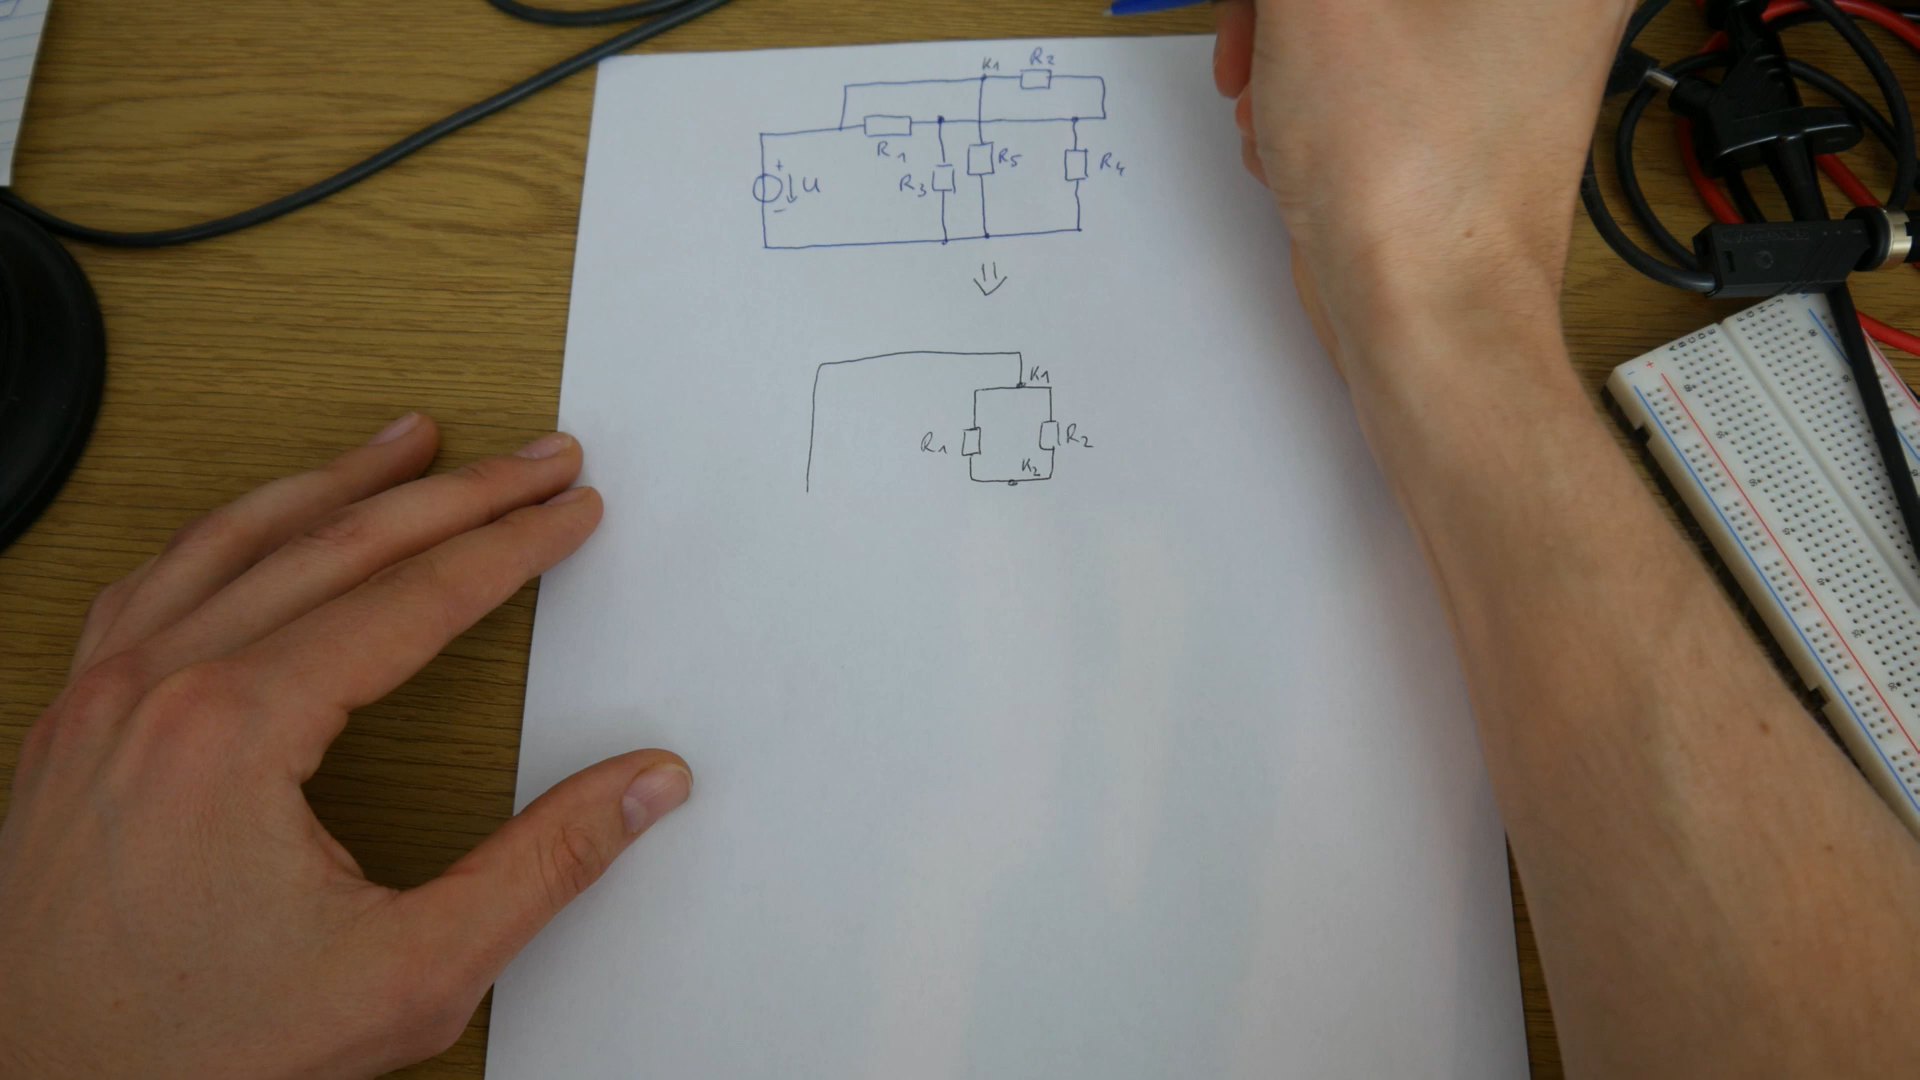 K1 R2
R1 R5
+ U R3 R4
-
K1
R1 R2
K2